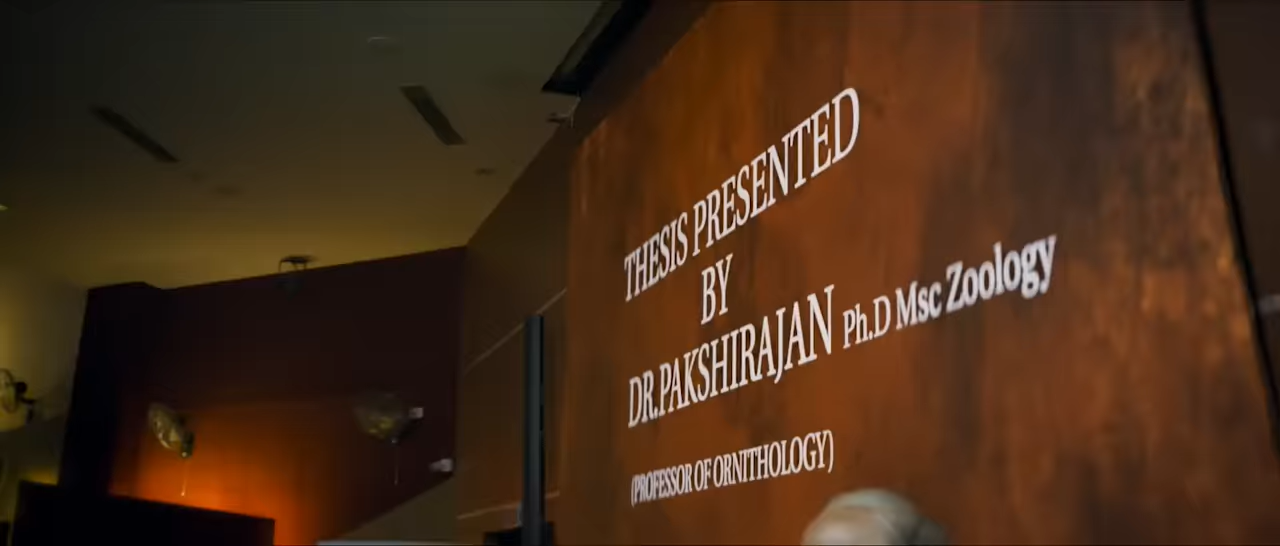 THESIS PRESENTED
BY
DR.PAKSHIRAJAN Ph.D Msc Zoology
(PROFESSOR OF ORNITHOLOGY)